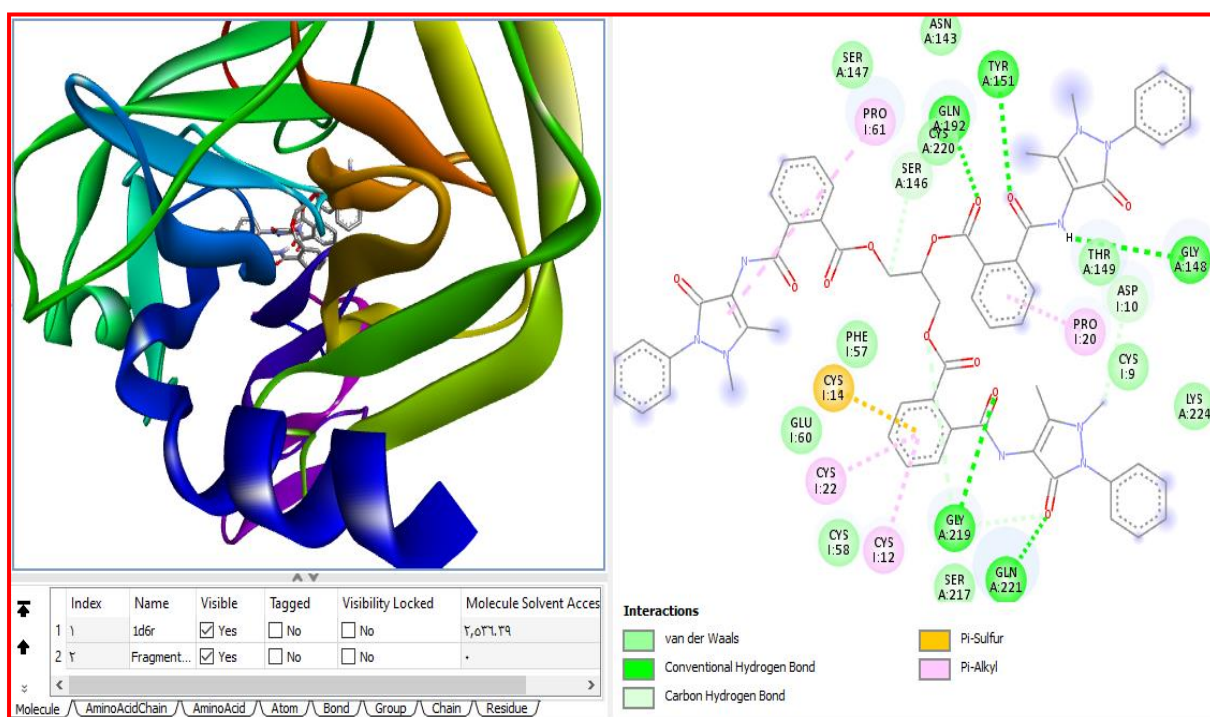 ASN
A:143
SER
A:147
TYR
A:151
PRO
I:61
GLN
A:192
CYS
A:220
SER
A:146
THR
A:149
GLY
A:148
ASP
I:10
PRO
I:20
PHE
I:57
CYS
I:9
CYS
I:14
LYS
A:224
GLU
I:60
CYS
I:22
GLY
A:219
CYS
I:58
CYS
I:12
SER
A:217
GLN
A:221
N
N
O
O
N
H
O
O
O
O
O
N
O
O
N
N
O
O
O
O
N
N
N
O
Index Name Visible Tagged Visibility Locked Molecule Solvent Acces
1 ١ 1d6r Yes No No ٢,٥٣٦.٣٩
2 ٢ Fragment... Yes No No ٠
Molecule AminoAcidChain AminoAcid Atom Bond Group Chain Residue
Interactions
van der Waals
Conventional Hydrogen Bond
Carbon Hydrogen Bond
Pi-Sulfur
Pi-Alkyl